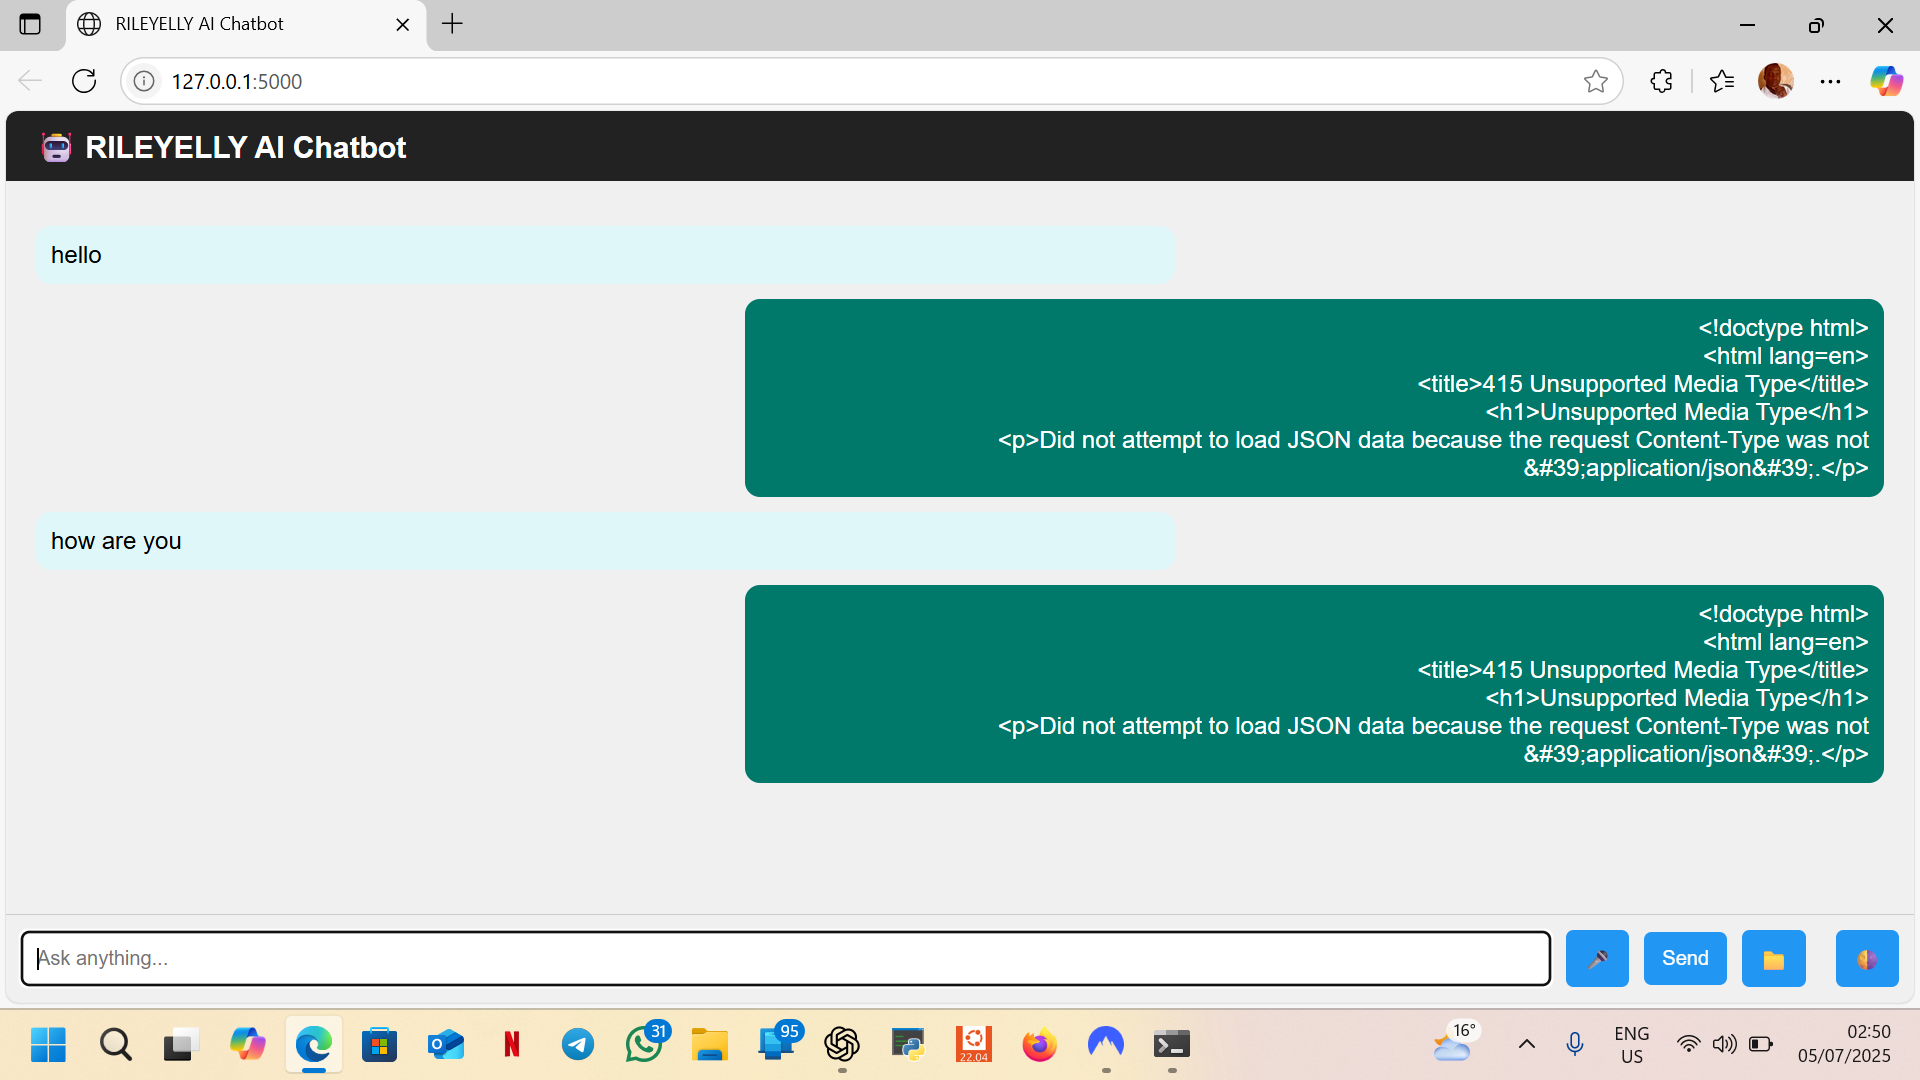 RILEYELLY AI Chatbot
127.0.0.1:5000
RILEYELLY AI Chatbot
hello
<!doctype html>
<html lang=en>
<title>415 Unsupported Media Type</title>
<h1>Unsupported Media Type</h1>
<p>Did not attempt to load JSON data because the request Content-Type was not
&#39;application/json&#39;.</p>
how are you
<!doctype html>
<html lang=en>
<title>415 Unsupported Media Type</title>
<h1>Unsupported Media Type</h1>
<p>Did not attempt to load JSON data because the request Content-Type was not
&#39;application/json&#39;.</p>
Ask anything...
Send
31
95
22.04
16°
ENG
US
02:50
05/07/2025